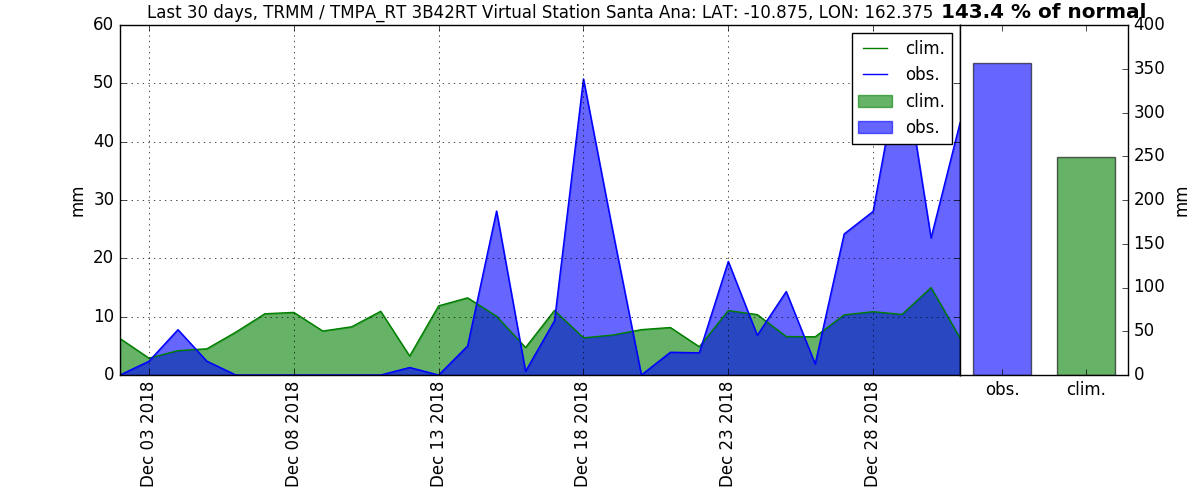 Last 30 days, TRMM / TMPA_RT 3B42RT Virtual Station Santa Ana: LAT: -10.875, LON: 162.375 143.4 % of normal
60
50
40
30
20
10
0
mm
clim.
obs.
clim.
obs.
400
350
300
250
200
150
100
50
0
mm
Dec 03 2018
Dec 08 2018
Dec 13 2018
Dec 18 2018
Dec 23 2018
Dec 28 2018
obs. clim.